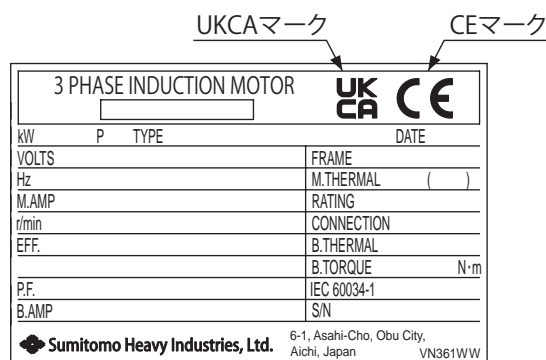 UKCAマーク CEマーク
3 PHASE INDUCTION MOTOR UK CA CE
kW P TYPE DATE
VOLTS FRAME
Hz M.THERMAL ( )
M.AMP RATING
r/min CONNECTION
EFF. B.THERMAL
B.TORQUE N·m
P.F. IEC 60034-1
B.AMP S/N
Sumitomo Heavy Industries, Ltd. 6-1, Asahi-Cho, Obu City,
Aichi, Japan VN361WW